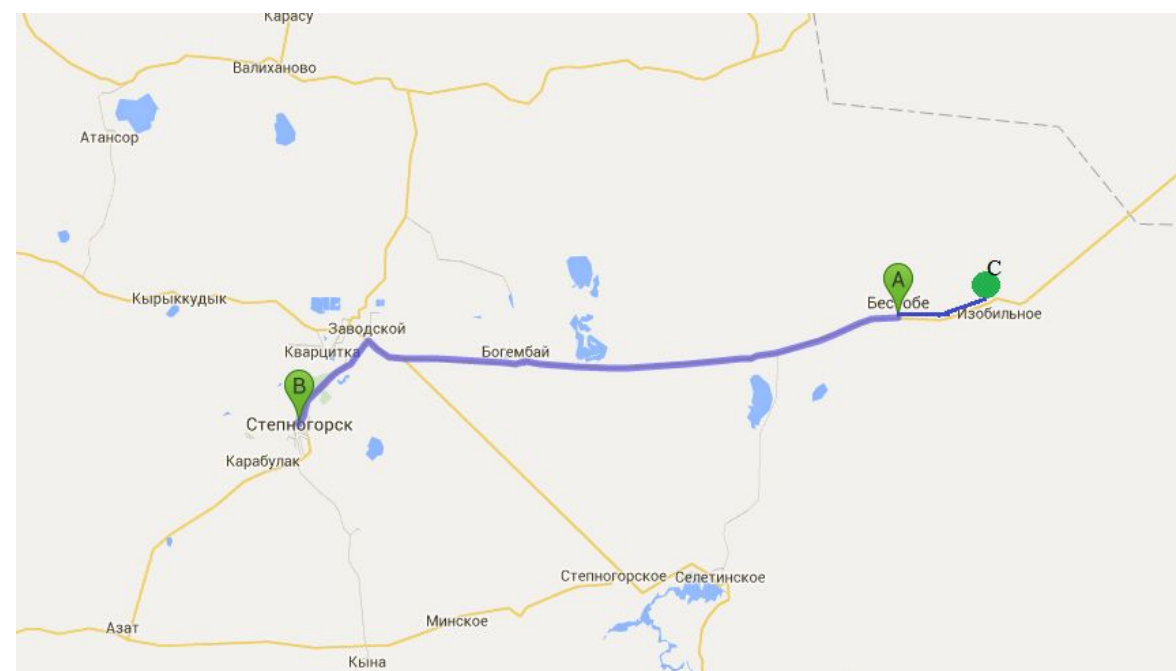 Карасу
Валиханово
Атансор
C
A
Кырыккудык
Бестобе
Изобильное
Заводской
Кварцитка
Богембай
B
Степногорск
Карабулак
Степногорское
Селетинское
Минское
Азат
Кына